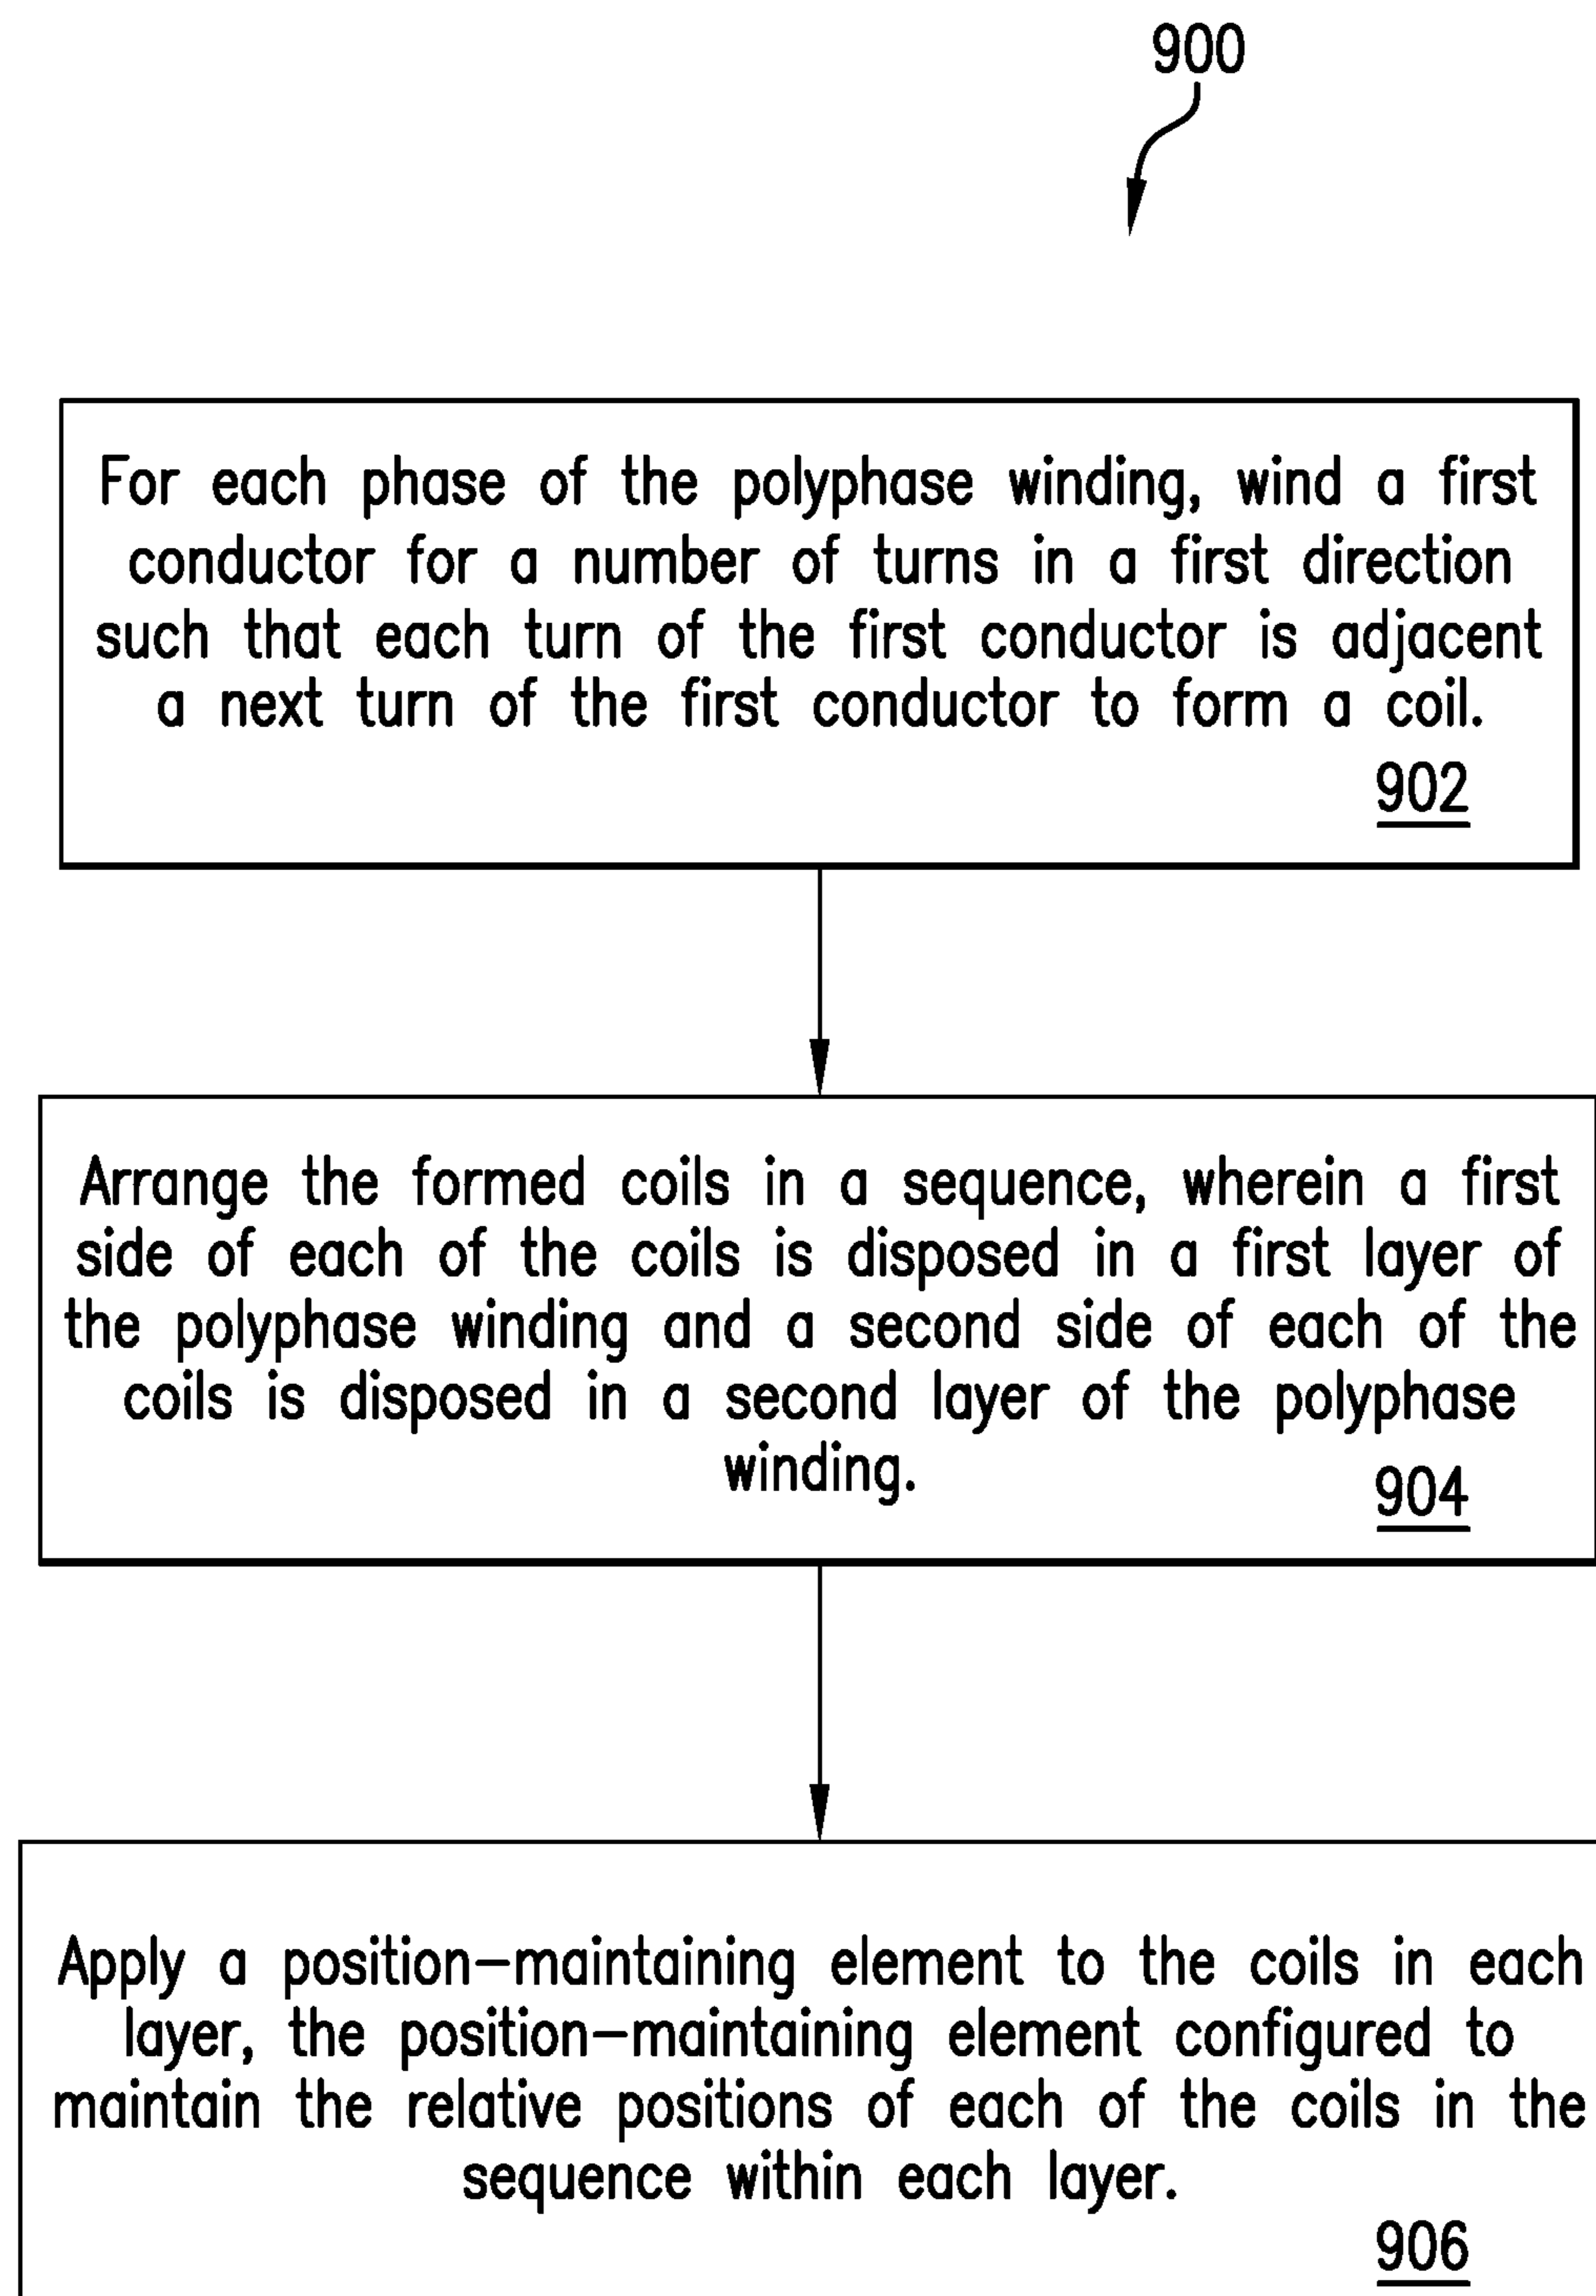 900
For each phase of the polyphase winding, wind a first
conductor for a number of turns in a first direction
such that each turn of the first conductor is adjacent
a next turn of the first conductor to form a coil.
902
Arrange the formed coils in a sequence, wherein a first
side of each of the coils is disposed in a first layer of
the polyphase winding and a second side of each of the
coils is disposed in a second layer of the polyphase
winding.
904
Apply a position-maintaining element to the coils in each
layer, the position-maintaining element configured to
maintain the relative positions of each of the coils in the
sequence within each layer.
906